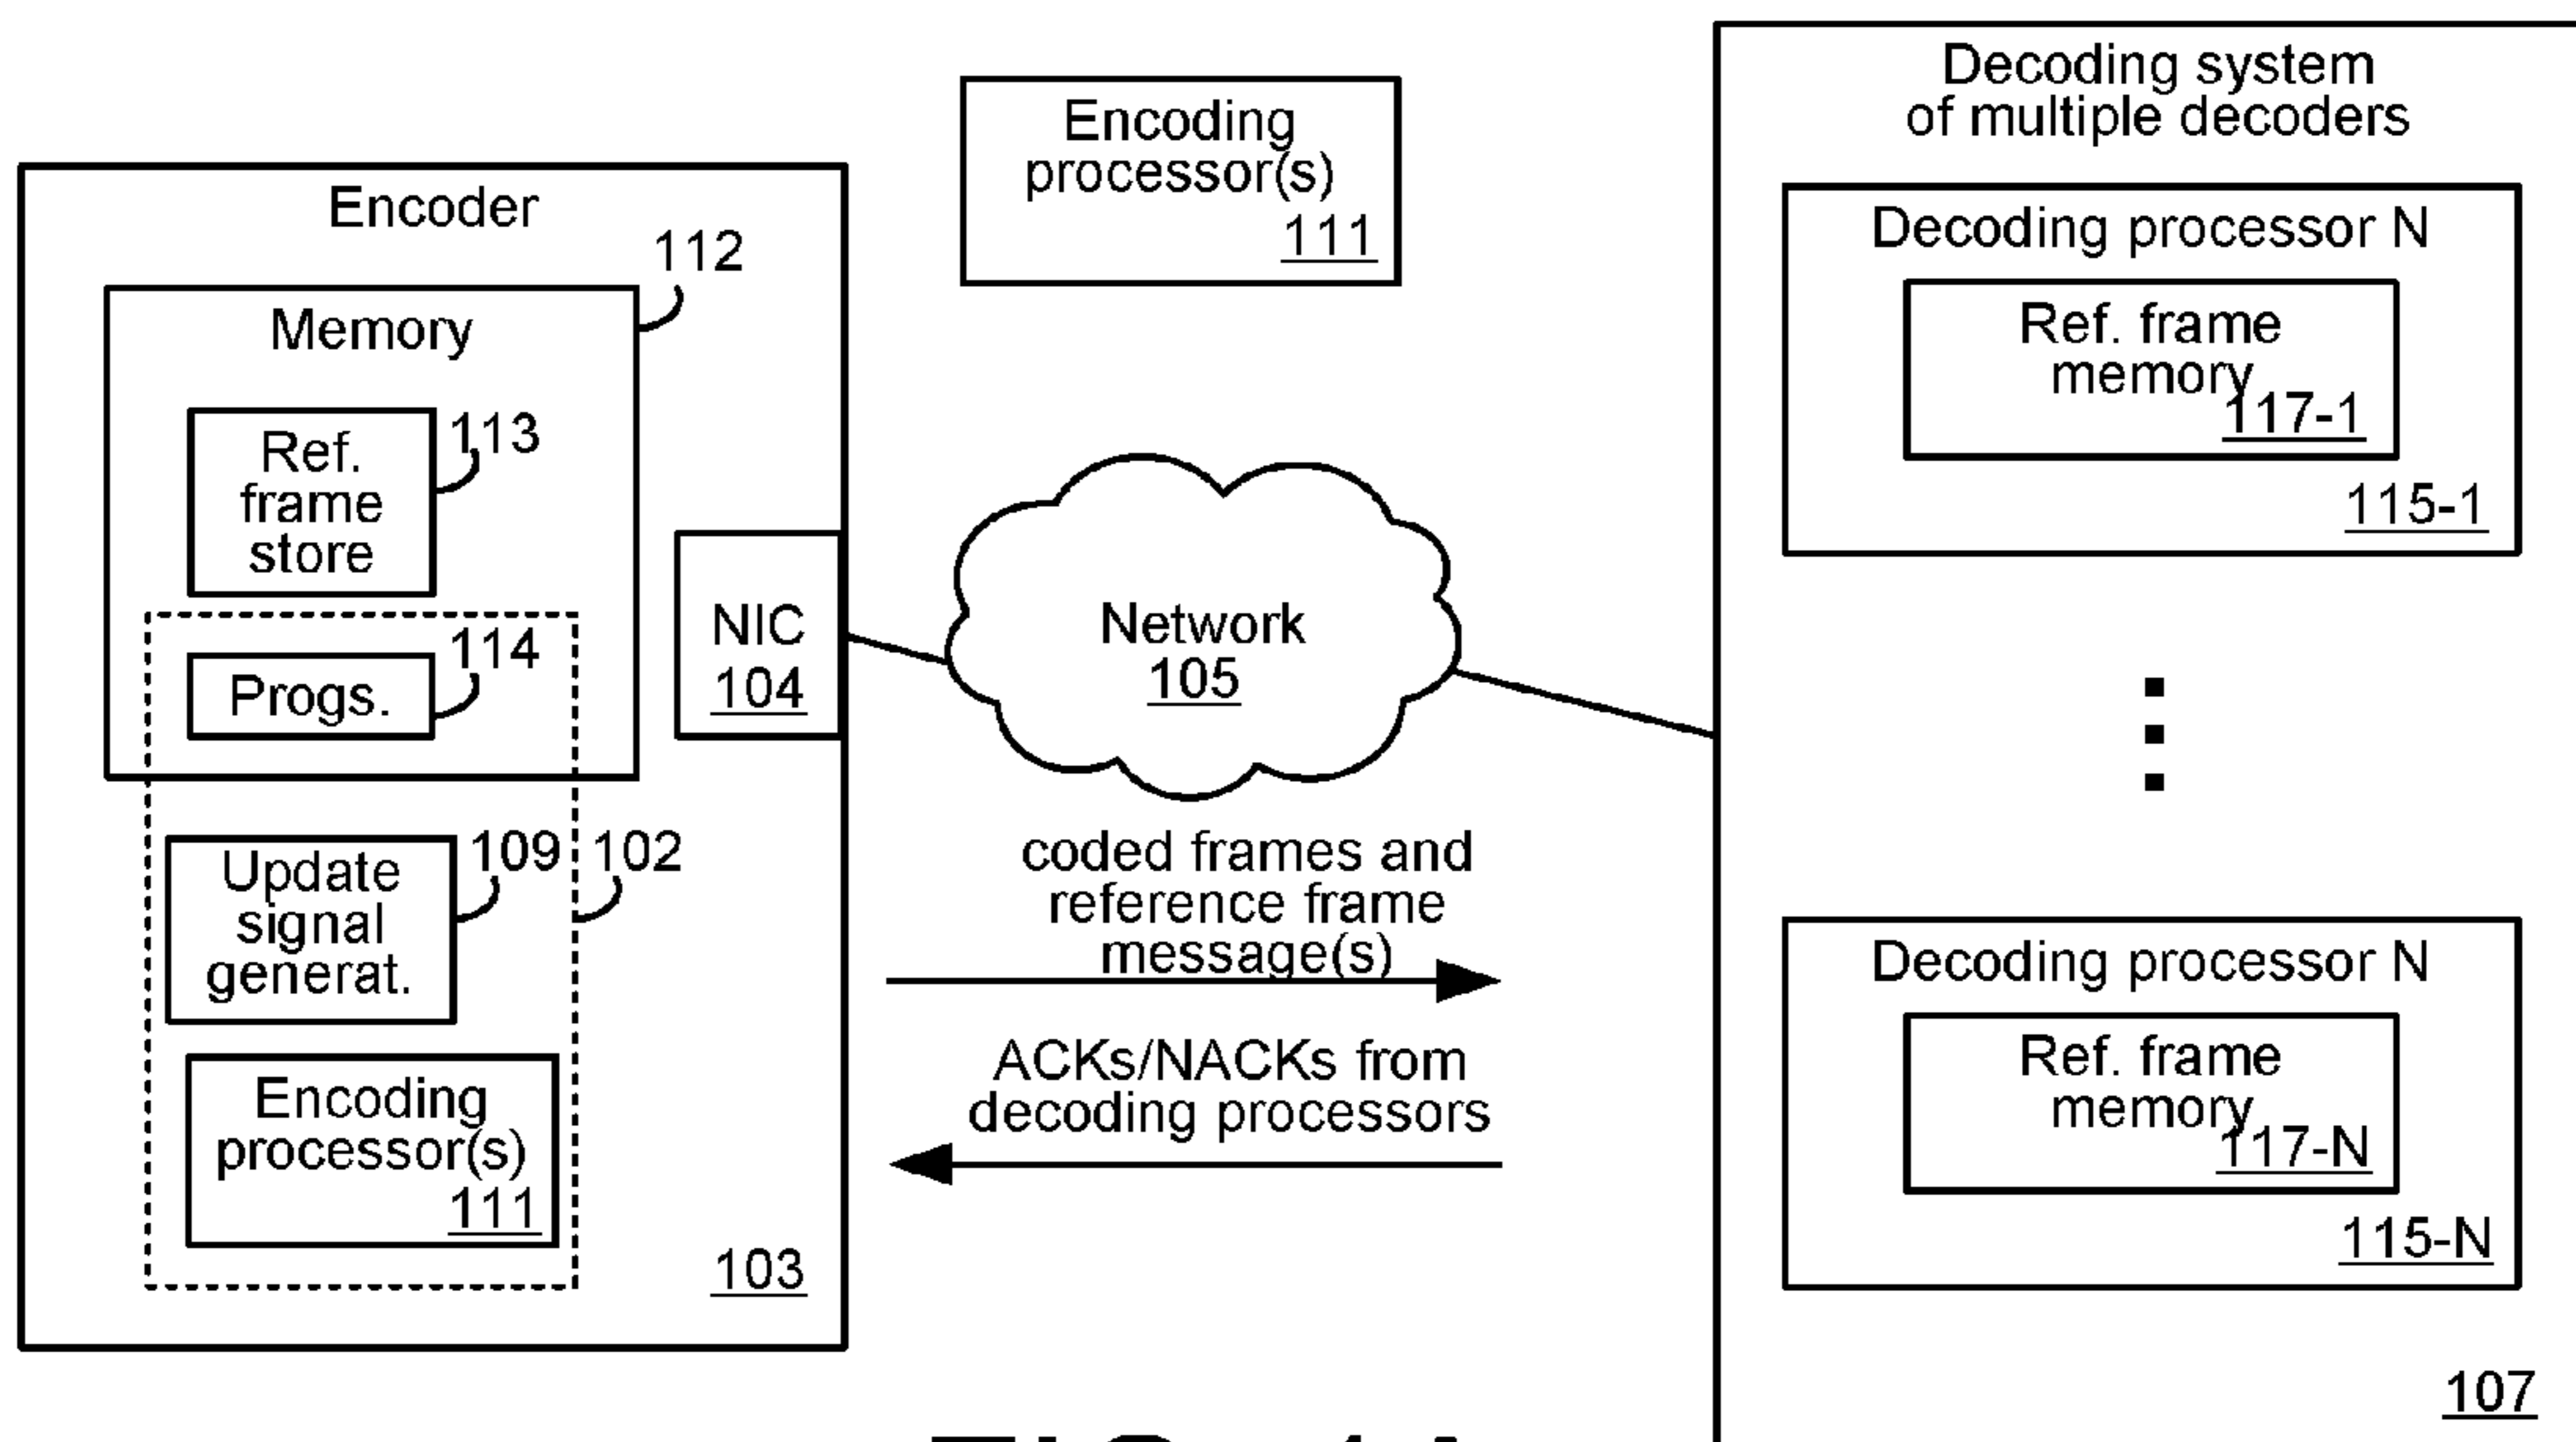 Encoder
112
Memory
113
Ref.
frame
store
114
Progs.
NIC
104
109
102
Update
signal
generat.
Encoding
processor(s)
111
103
Encoding
processor(s)
111
Network
105
coded frames and
reference frame
message(s)
ACKs/NACKs from
decoding processors
Decoding system
of multiple decoders
Decoding processor N
Ref. frame
memory
117-1
115-1
Decoding processor N
Ref. frame
memory
117-N
115-N
107